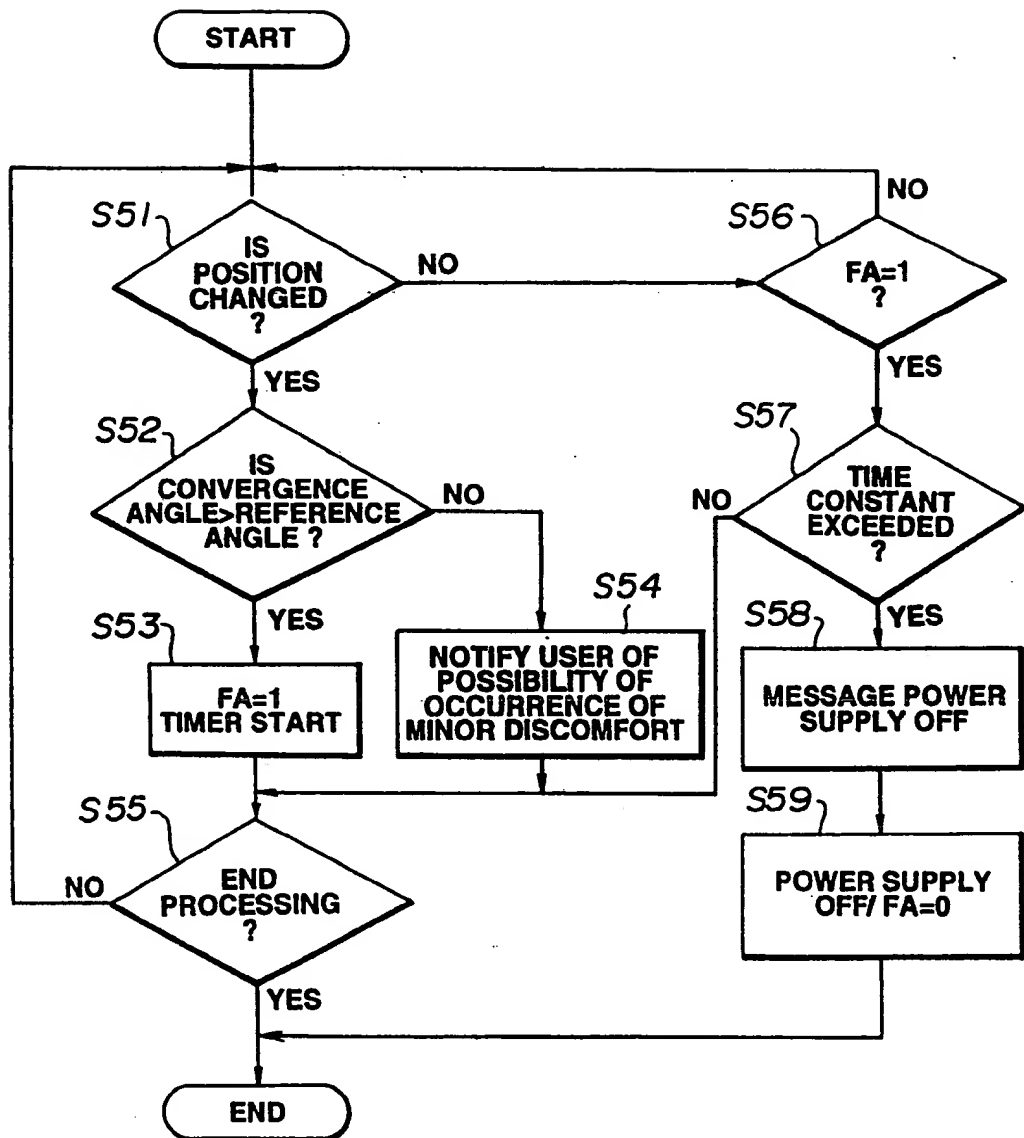 START
S51
IS
POSITION
CHANGED
?
NO
YES
S56
FA=1
?
NO
YES
S52
IS
CONVERGENCE
ANGLE>REFERENCE
ANGLE ?
NO
YES
S57
TIME
CONSTANT
EXCEEDED
?
NO
YES
S53
FA=1
TIMER START
S54
NOTIFY USER OF
POSSIBILITY OF
OCCURRENCE OF
MINOR DISCOMFORT
S58
MESSAGE POWER
SUPPLY OFF
S55
END
PROCESSING
?
NO
YES
S59
POWER SUPPLY
OFF/ FA=0
END